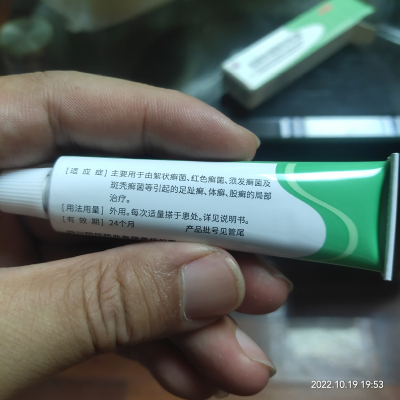 [适 应 症] 主要用于由絮状癣菌、红色癣菌、须发癣菌及
斑秃癣菌等引起的足趾癣、体癣、股癣的局部
治疗。
[用法用量] 外用。每次适量搽于患处。详见说明书。
[有 效 期] 24个月 产品批号见管尾
2022.10.19 19:53